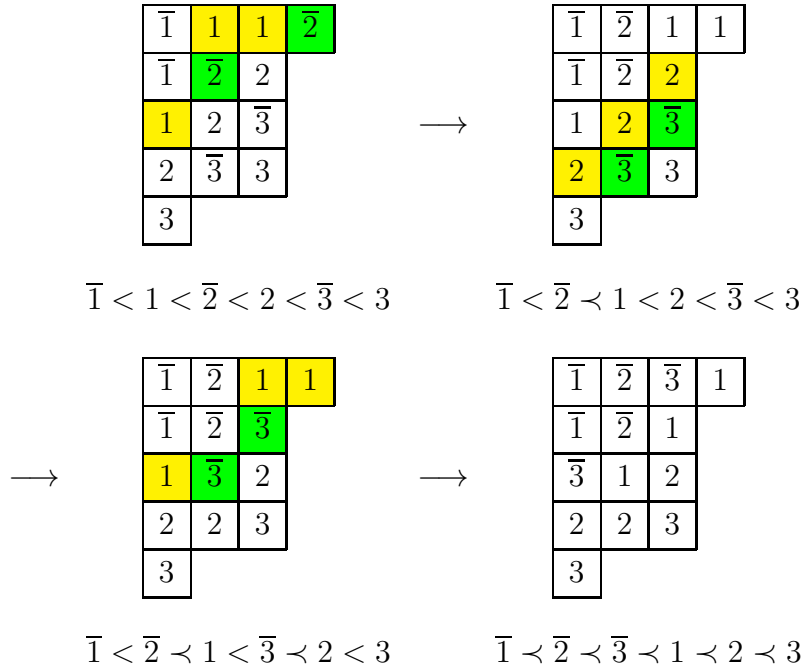 1̅ 1 1 2̅ 1̅ 2̅ 1 1
1̅ 2̅ 2 1̅ 2̅ 2
1 2 3̅ ⟶ 1 2 3̅
2 3̅ 3 2 3̅ 3
3 3
1̅ < 1 < 2̅ < 2 < 3̅ < 3 1̅ < 2̅ ≺ 1 < 2 < 3̅ < 3
1̅ 2̅ 1 1 1̅ 2̅ 3̅ 1
1̅ 2̅ 3̅ 1̅ 2̅ 1
⟶ 1 3̅ 2 ⟶ 3̅ 1 2
2 2 3 2 2 3
3 3
1̅ < 2̅ ≺ 1 < 3̅ ≺ 2 < 3 1̅ ≺ 2̅ ≺ 3̅ ≺ 1 ≺ 2 ≺ 3